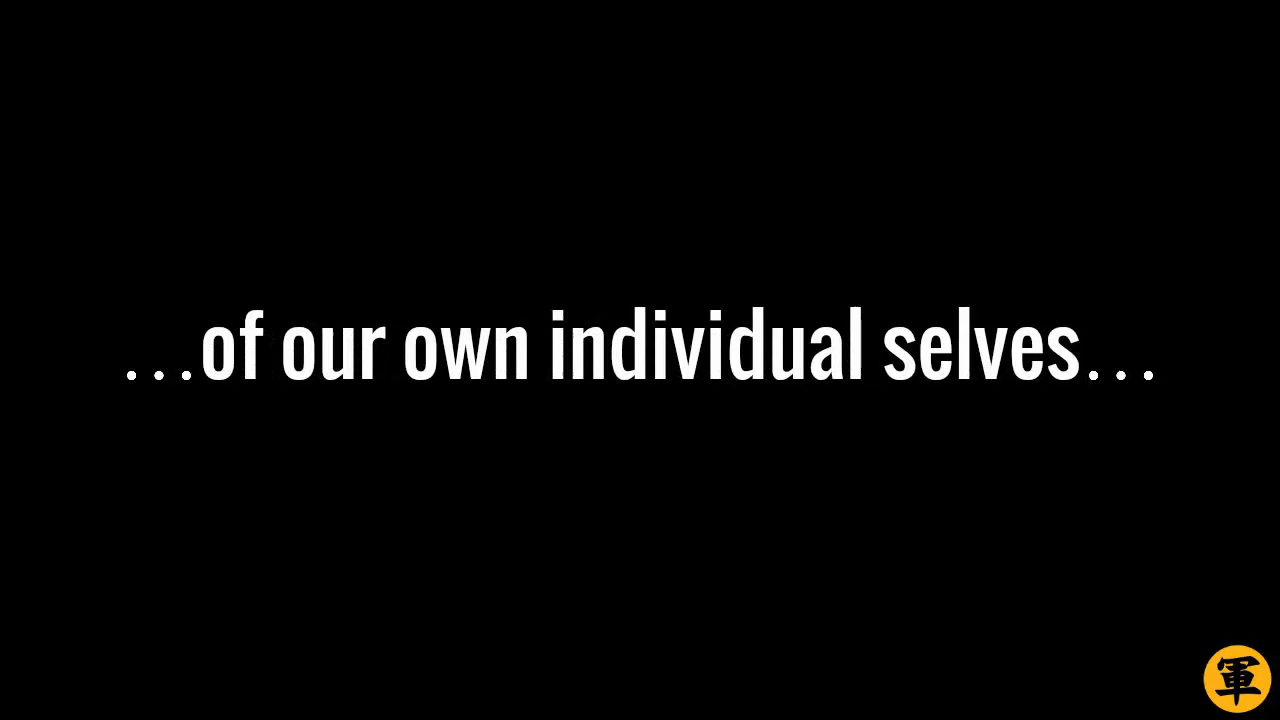 …of our own individual selves…
軍